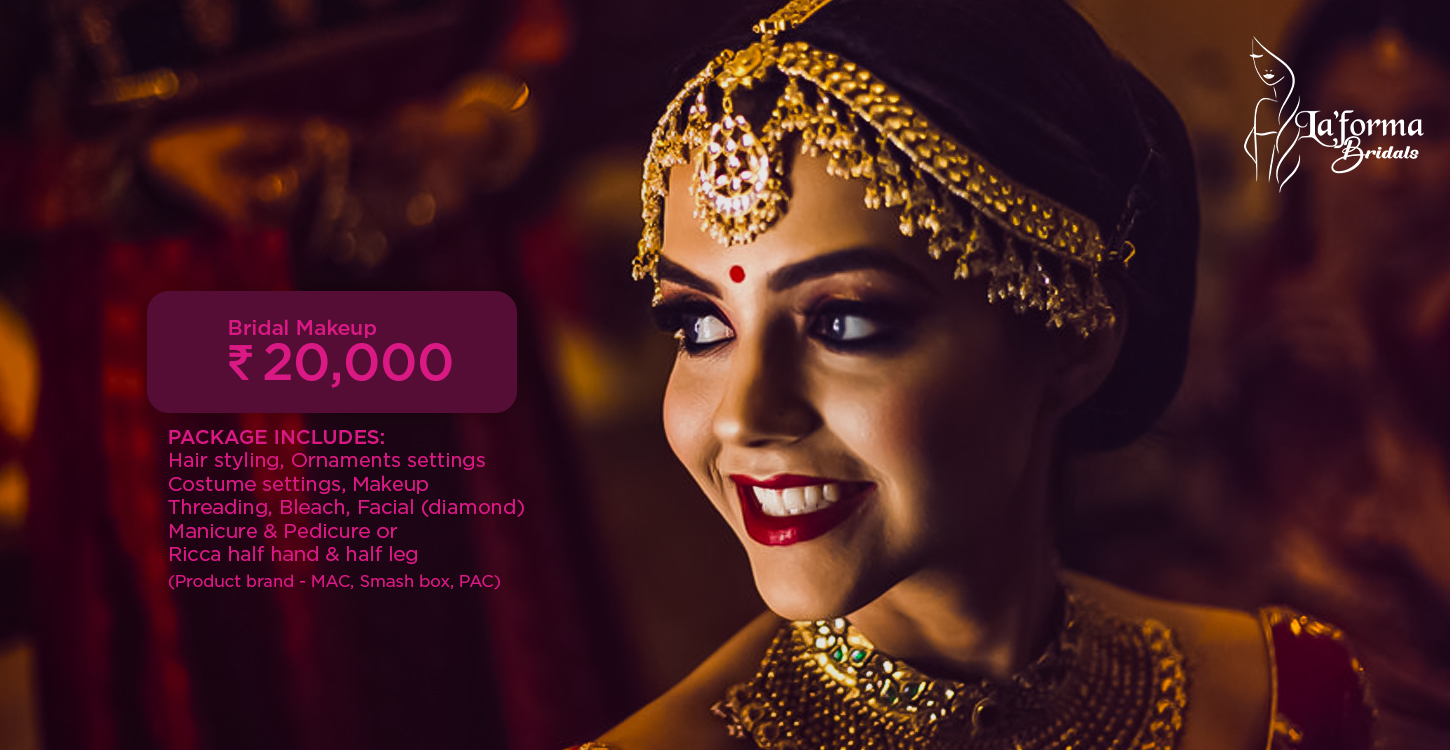 La'forma
Bridals
Bridal Makeup
₹ 20,000
PACKAGE INCLUDES:
Hair styling, Ornaments settings
Costume settings, Makeup
Threading, Bleach, Facial (diamond)
Manicure & Pedicure or
Ricca half hand & half leg
(Product brand - MAC, Smash box, PAC)